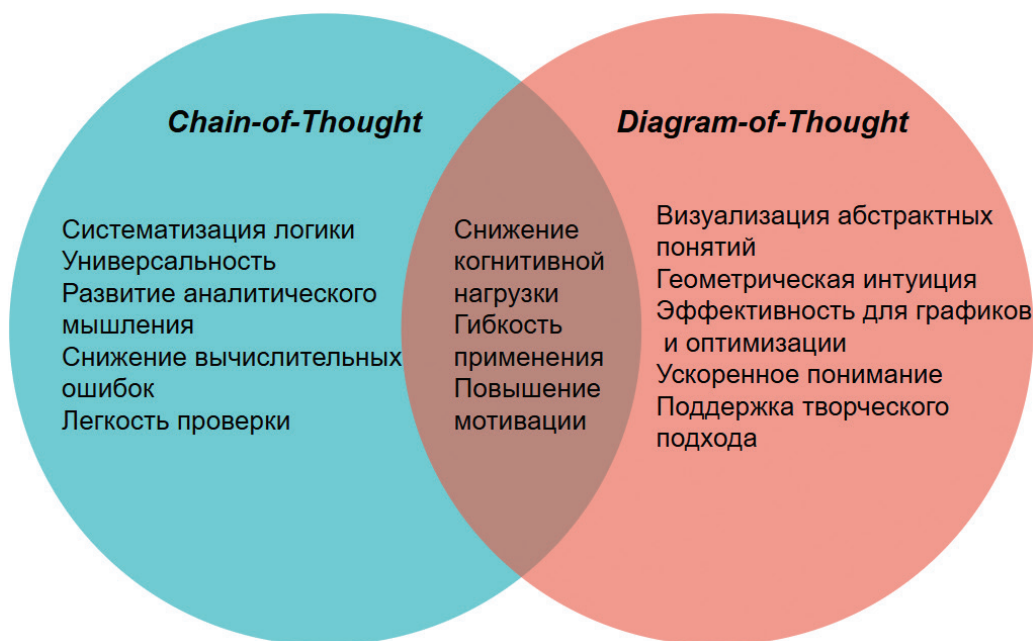 Chain-of-Thought
Систематизация логики
Универсальность
Развитие аналитического
мышления
Снижение вычислительных
ошибок
Легкость проверки
Снижение
когнитивной
нагрузки
Гибкость
применения
Повышение
мотивации
Diagram-of-Thought
Визуализация абстрактных
понятий
Геометрическая интуиция
Эффективность для графиков
и оптимизации
Ускоренное понимание
Поддержка творческого
подхода